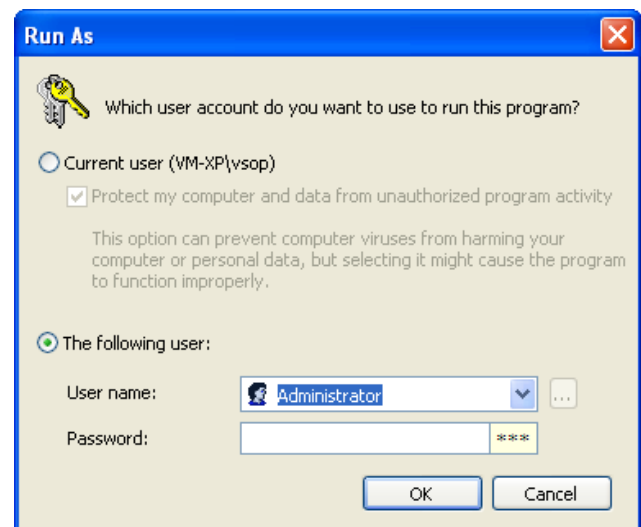 Run As
Which user account do you want to use to run this program?
Current user (VM-XP\vsop)
Protect my computer and data from unauthorized program activity
This option can prevent computer viruses from harming your
computer or personal data, but selecting it might cause the program
to function improperly.
The following user:
User name:
Administrator
...
Password:
***
OK
Cancel